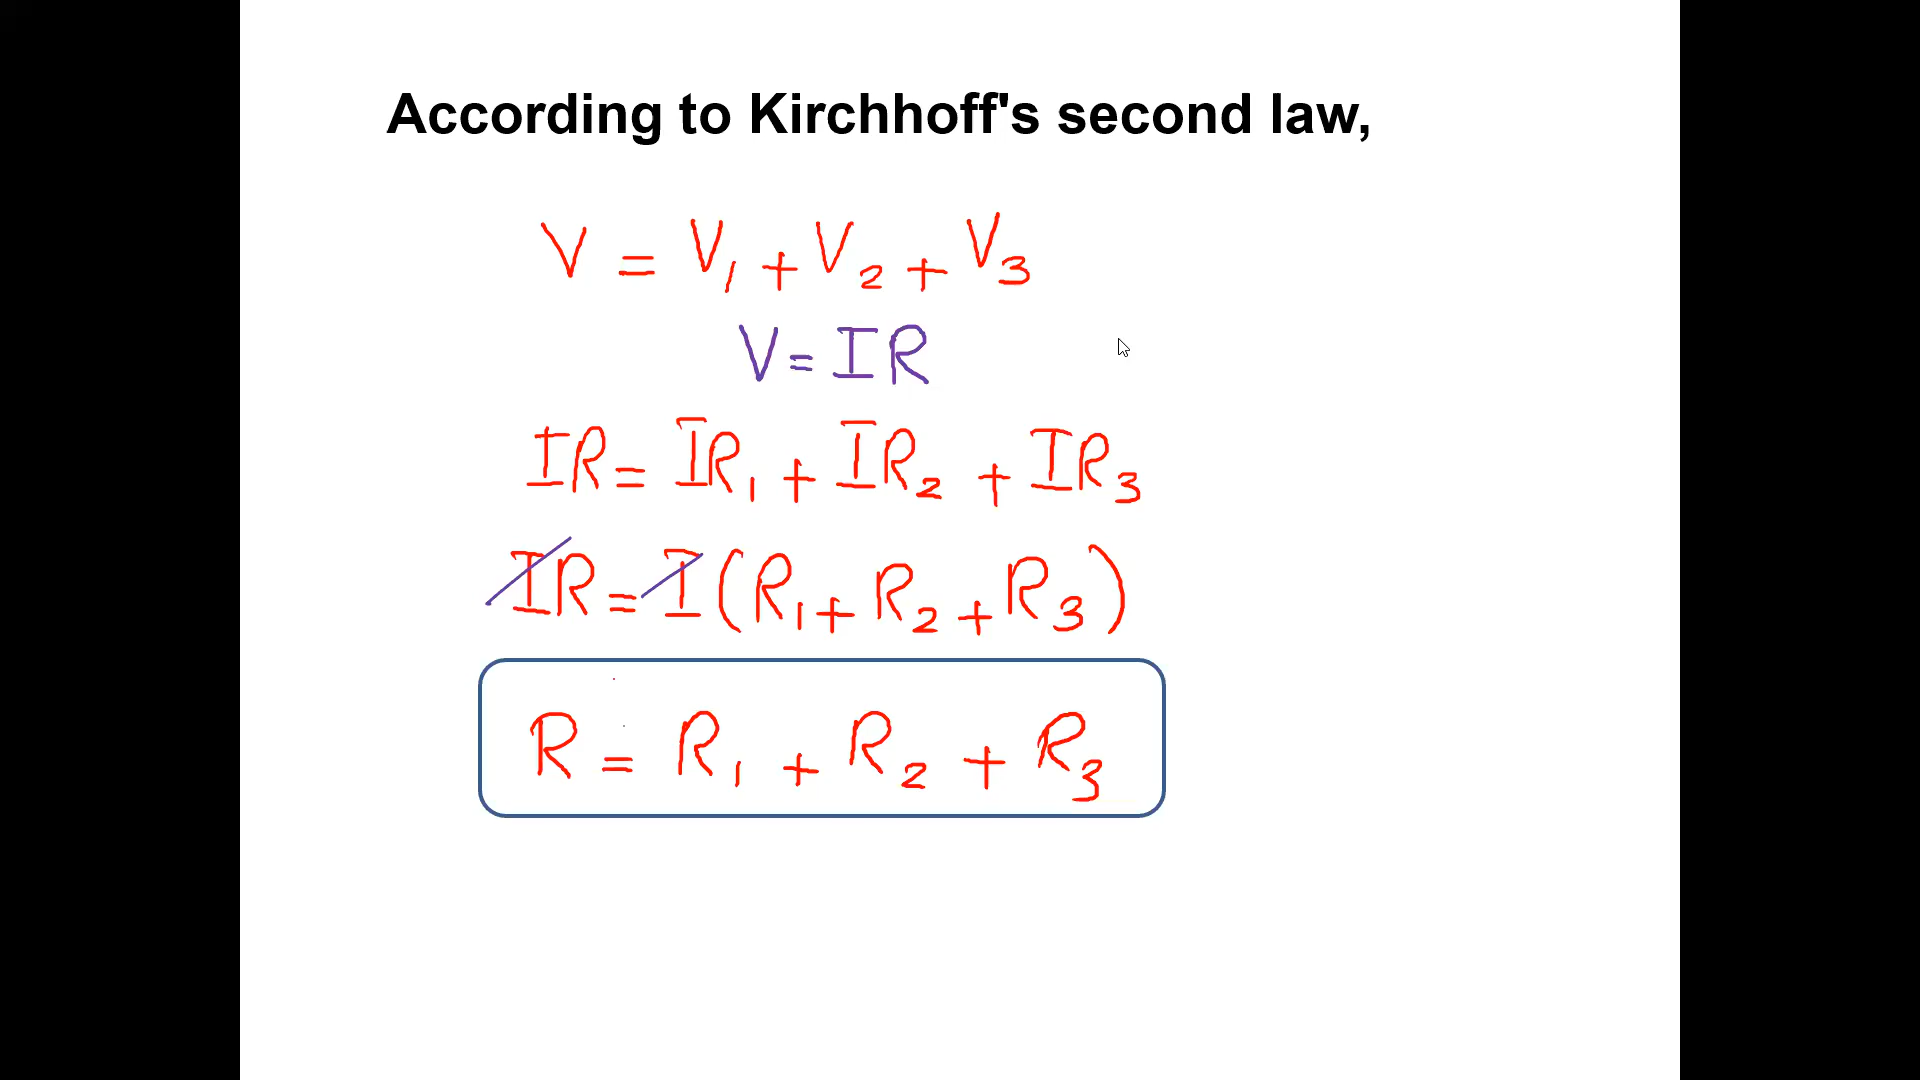 According to Kirchhoff's second law,
V = V₁ + V₂ + V₃
V = IR
IR = IR₁ + IR₂ + IR₃
IR = I(R₁ + R₂ + R₃)
R = R₁ + R₂ + R₃